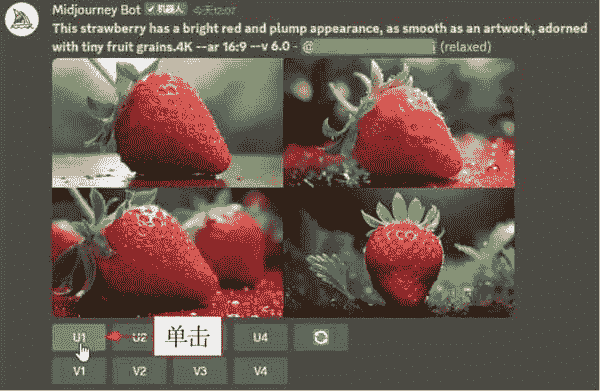 Midjourney Bot ✓机器人 今天12:07
This strawberry has a bright red and plump appearance, as smooth as an artwork, adorned
with tiny fruit grains.4K --ar 16:9 --v 6.0 - @ (relaxed)
U1 U2 单击 U4
V1 V2 V3 V4